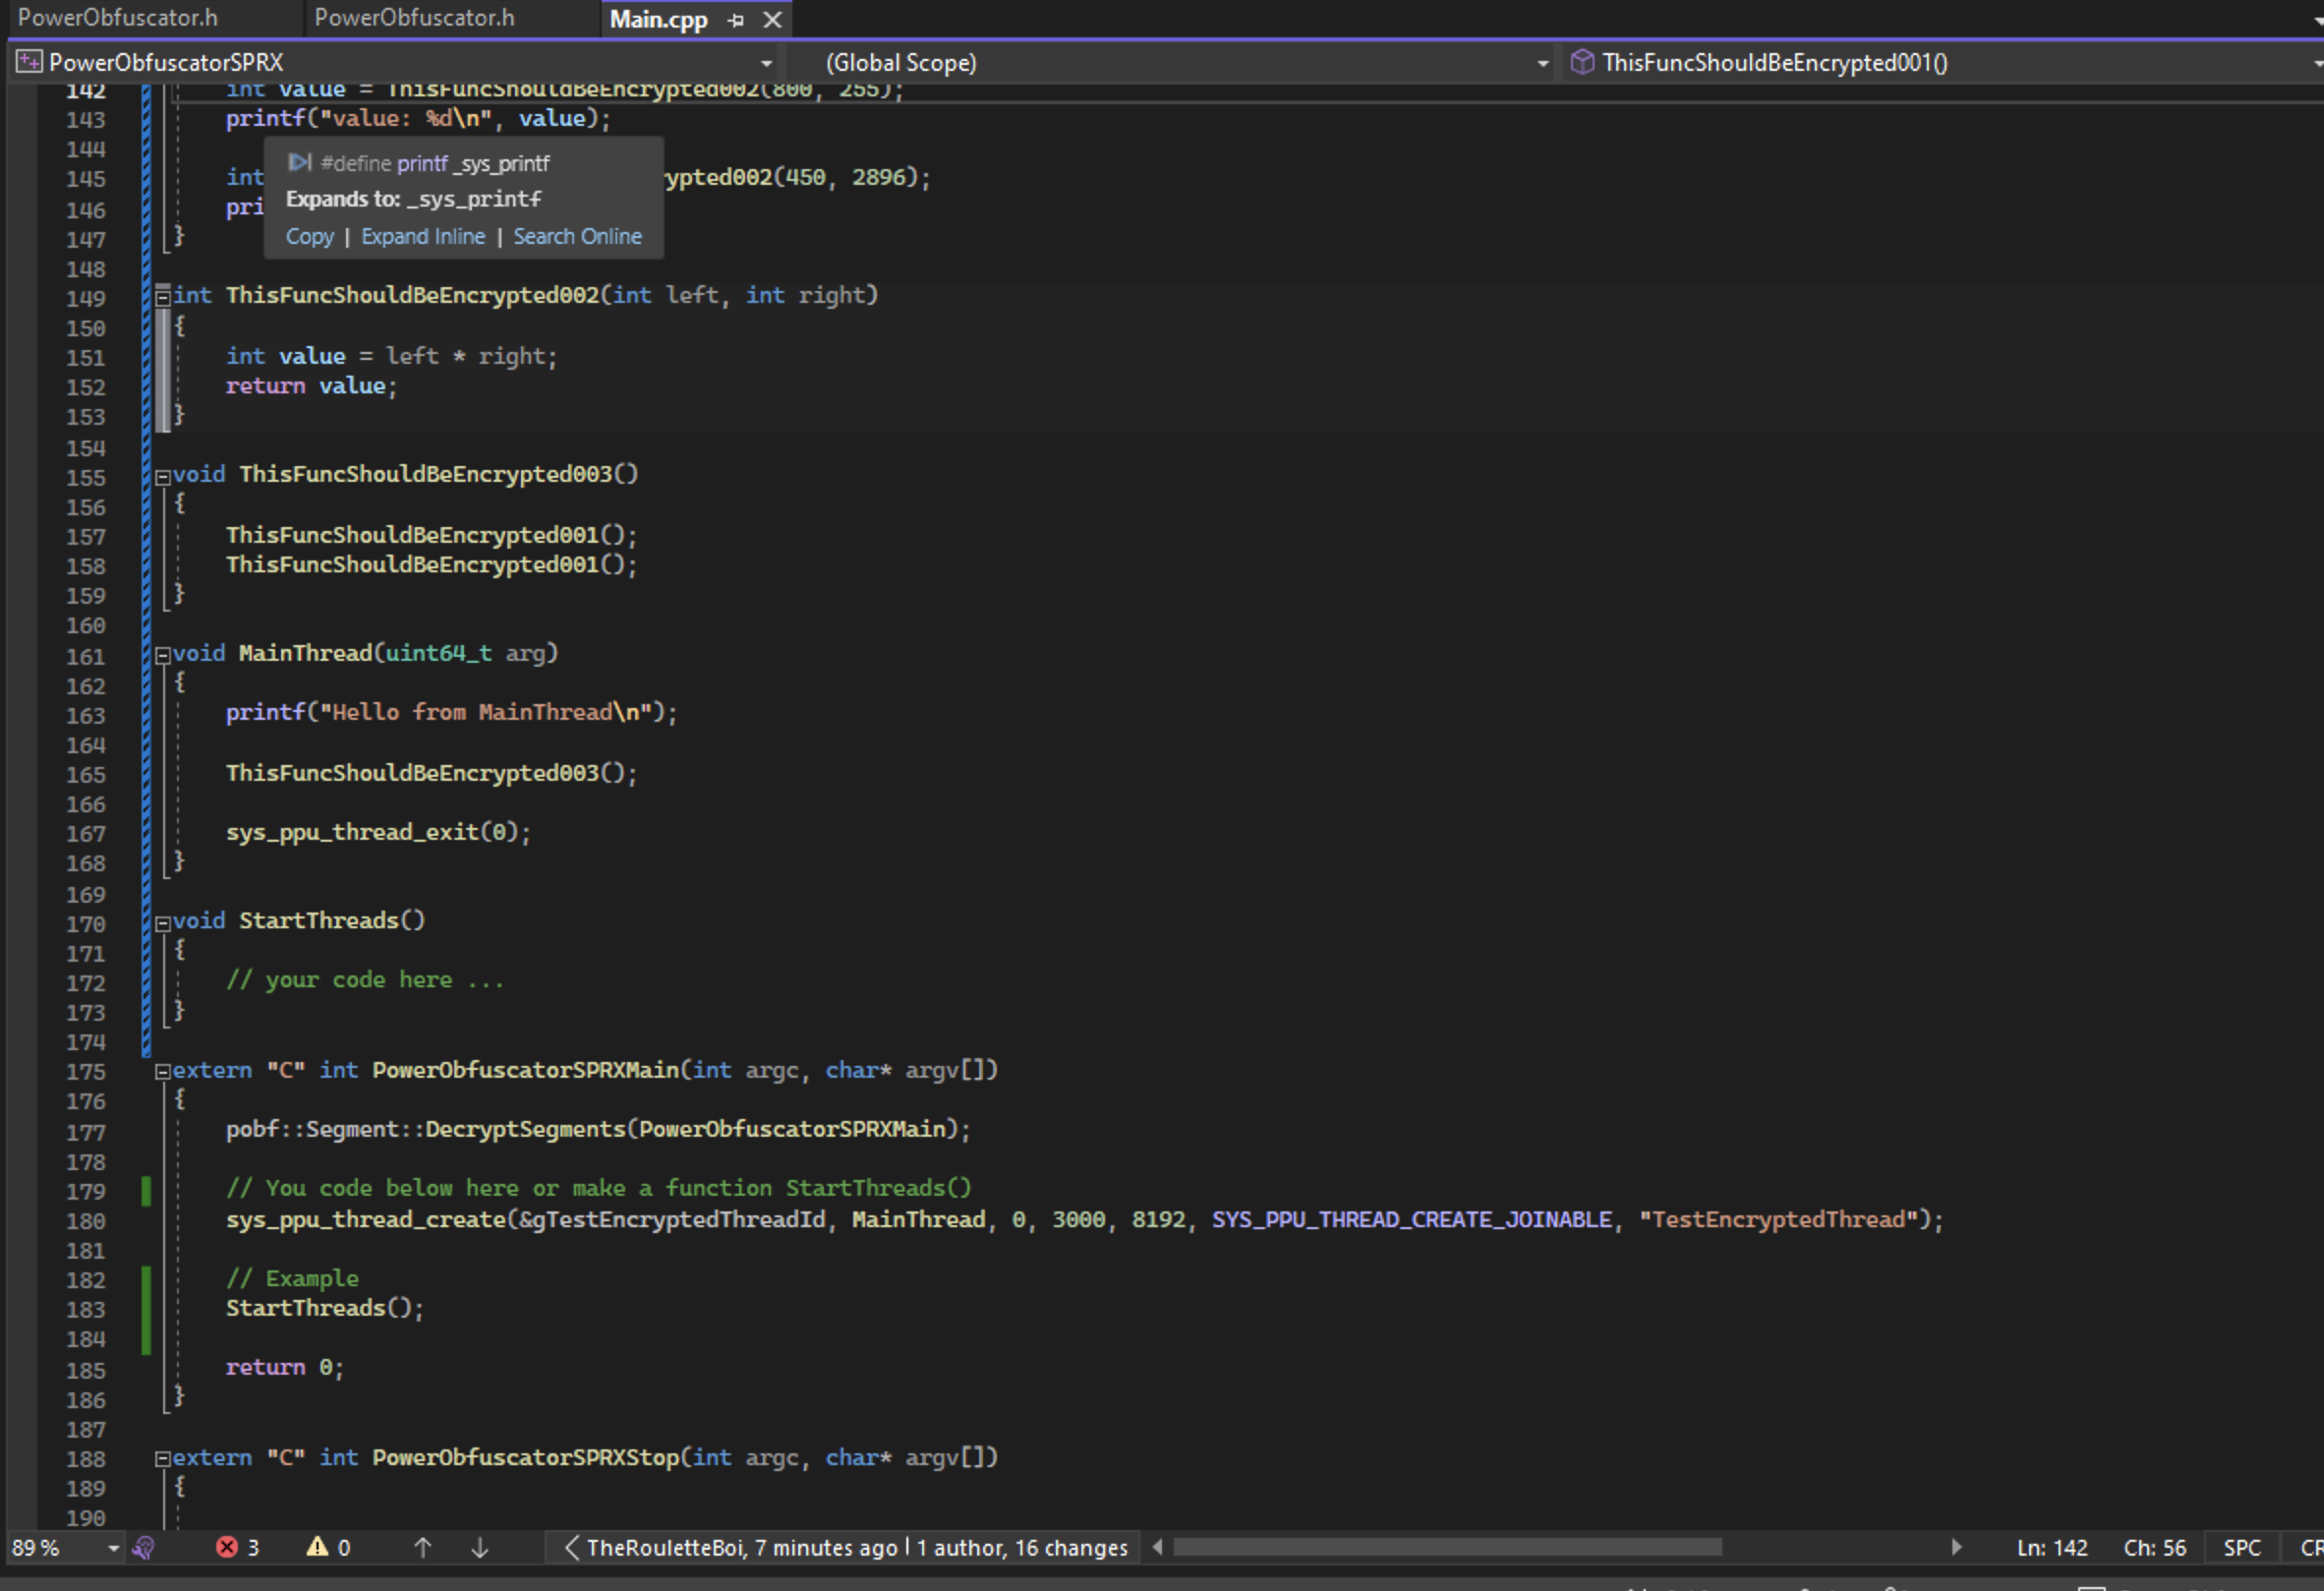 PowerObfuscator.h PowerObfuscator.h Main.cpp
PowerObfuscatorSPRX (Global Scope) ThisFuncShouldBeEncrypted001()
142 int value = ThisFuncShouldBeEncrypted002(800, 255);
143 printf("value: %d\n", value);
144
#define printf _sys_printf
145 int ypted002(450, 2896);
Expands to: _sys_printf
146 pri
Copy | Expand Inline | Search Online
147 }
148
149 int ThisFuncShouldBeEncrypted002(int left, int right)
150 {
151 int value = left * right;
152 return value;
153 }
154
155 void ThisFuncShouldBeEncrypted003()
156 {
157 ThisFuncShouldBeEncrypted001();
158 ThisFuncShouldBeEncrypted001();
159 }
160
161 void MainThread(uint64_t arg)
162 {
163 printf("Hello from MainThread\n");
164
165 ThisFuncShouldBeEncrypted003();
166
167 sys_ppu_thread_exit(0);
168 }
169
170 void StartThreads()
171 {
172 // your code here ...
173 }
174
175 extern "C" int PowerObfuscatorSPRXMain(int argc, char* argv[])
176 {
177 pobf::Segment::DecryptSegments(PowerObfuscatorSPRXMain);
178
179 // You code below here or make a function StartThreads()
180 sys_ppu_thread_create(&gTestEncryptedThreadId, MainThread, 0, 3000, 8192, SYS_PPU_THREAD_CREATE_JOINABLE, "TestEncryptedThread");
181
182 // Example
183 StartThreads();
184
185 return 0;
186 }
187
188 extern "C" int PowerObfuscatorSPRXStop(int argc, char* argv[])
189 {
190
89 % 3 0 TheRouletteBoi, 7 minutes ago | 1 author, 16 changes Ln: 142 Ch: 56 SPC CR